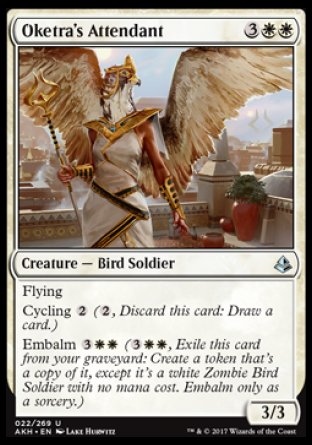 Oketra's Attendant 3
Creature — Bird Soldier
Flying
Cycling 2 (2, Discard this card: Draw a
card.)
Embalm 3 (3, Exile this card
from your graveyard: Create a token that's
a copy of it, except it's a white Zombie Bird
Soldier with no mana cost. Embalm only as
a sorcery.)
3/3
022/269 U
AKH • EN Lake Hurwitz ™ & © 2017 Wizards of the Coast